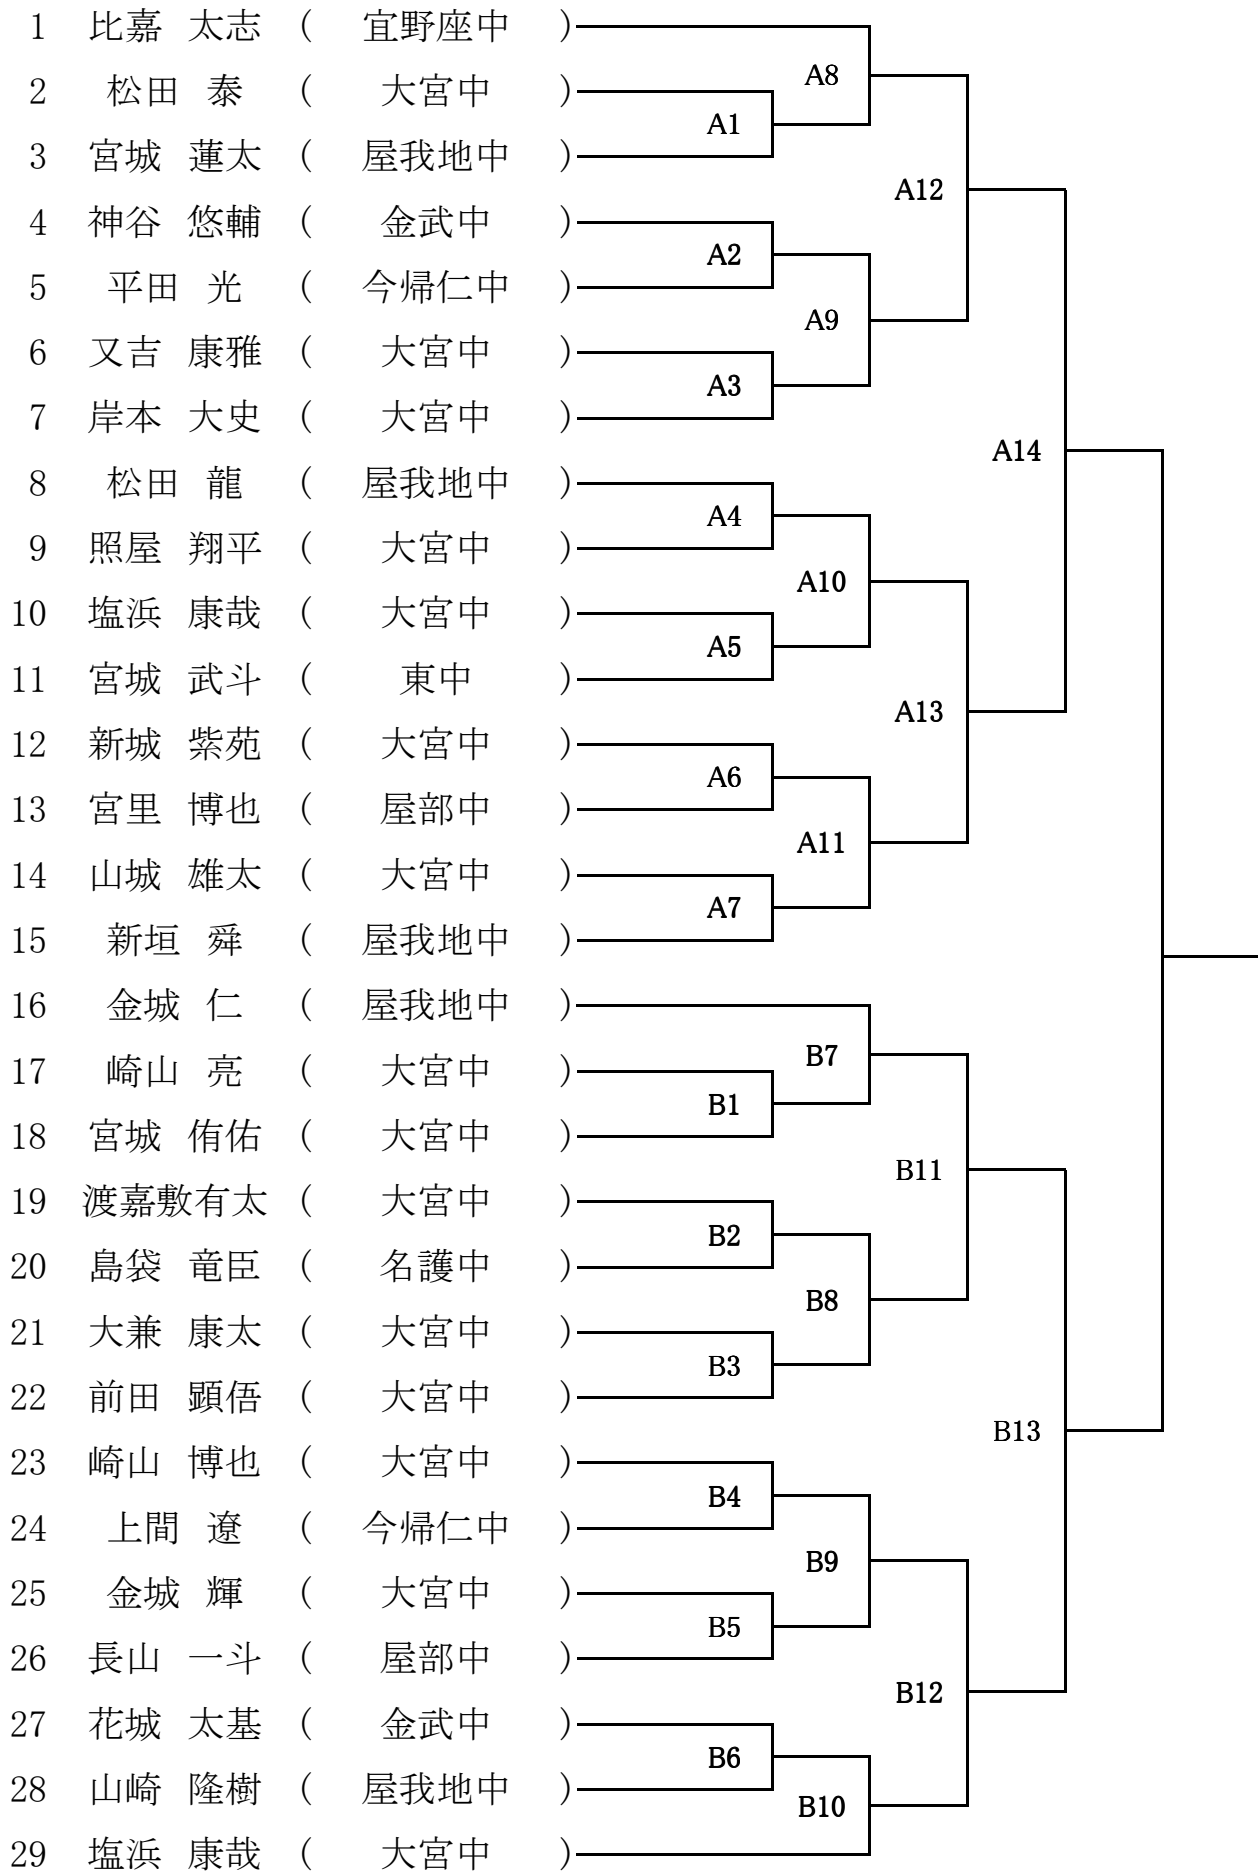 1 比嘉 太志 ( 宜野座中 )
A8
2 松田 泰 ( 大宮中 )
A1
3 宮城 蓮太 ( 屋我地中 )
A12
4 神谷 悠輔 ( 金武中 )
A2
5 平田 光 ( 今帰仁中 )
A9
6 又吉 康雅 ( 大宮中 )
A3
7 岸本 大史 ( 大宮中 )
A14
8 松田 龍 ( 屋我地中 )
A4
9 照屋 翔平 ( 大宮中 )
A10
10 塩浜 康哉 ( 大宮中 )
A5
11 宮城 武斗 ( 東中 )
A13
12 新城 紫苑 ( 大宮中 )
A6
13 宮里 博也 ( 屋部中 )
A11
14 山城 雄太 ( 大宮中 )
A7
15 新垣 舜 ( 屋我地中 )
16 金城 仁 ( 屋我地中 )
B7
17 崎山 亮 ( 大宮中 )
B1
18 宮城 侑佑 ( 大宮中 )
B11
19 渡嘉敷有太 ( 大宮中 )
B2
20 島袋 竜臣 ( 名護中 )
B8
21 大兼 康太 ( 大宮中 )
B3
22 前田 顕悟 ( 大宮中 )
B13
23 崎山 博也 ( 大宮中 )
B4
24 上間 遼 ( 今帰仁中 )
B9
25 金城 輝 ( 大宮中 )
B5
26 長山 一斗 ( 屋部中 )
B12
27 花城 太基 ( 金武中 )
B6
28 山崎 隆樹 ( 屋我地中 )
B10
29 塩浜 康哉 ( 大宮中 )